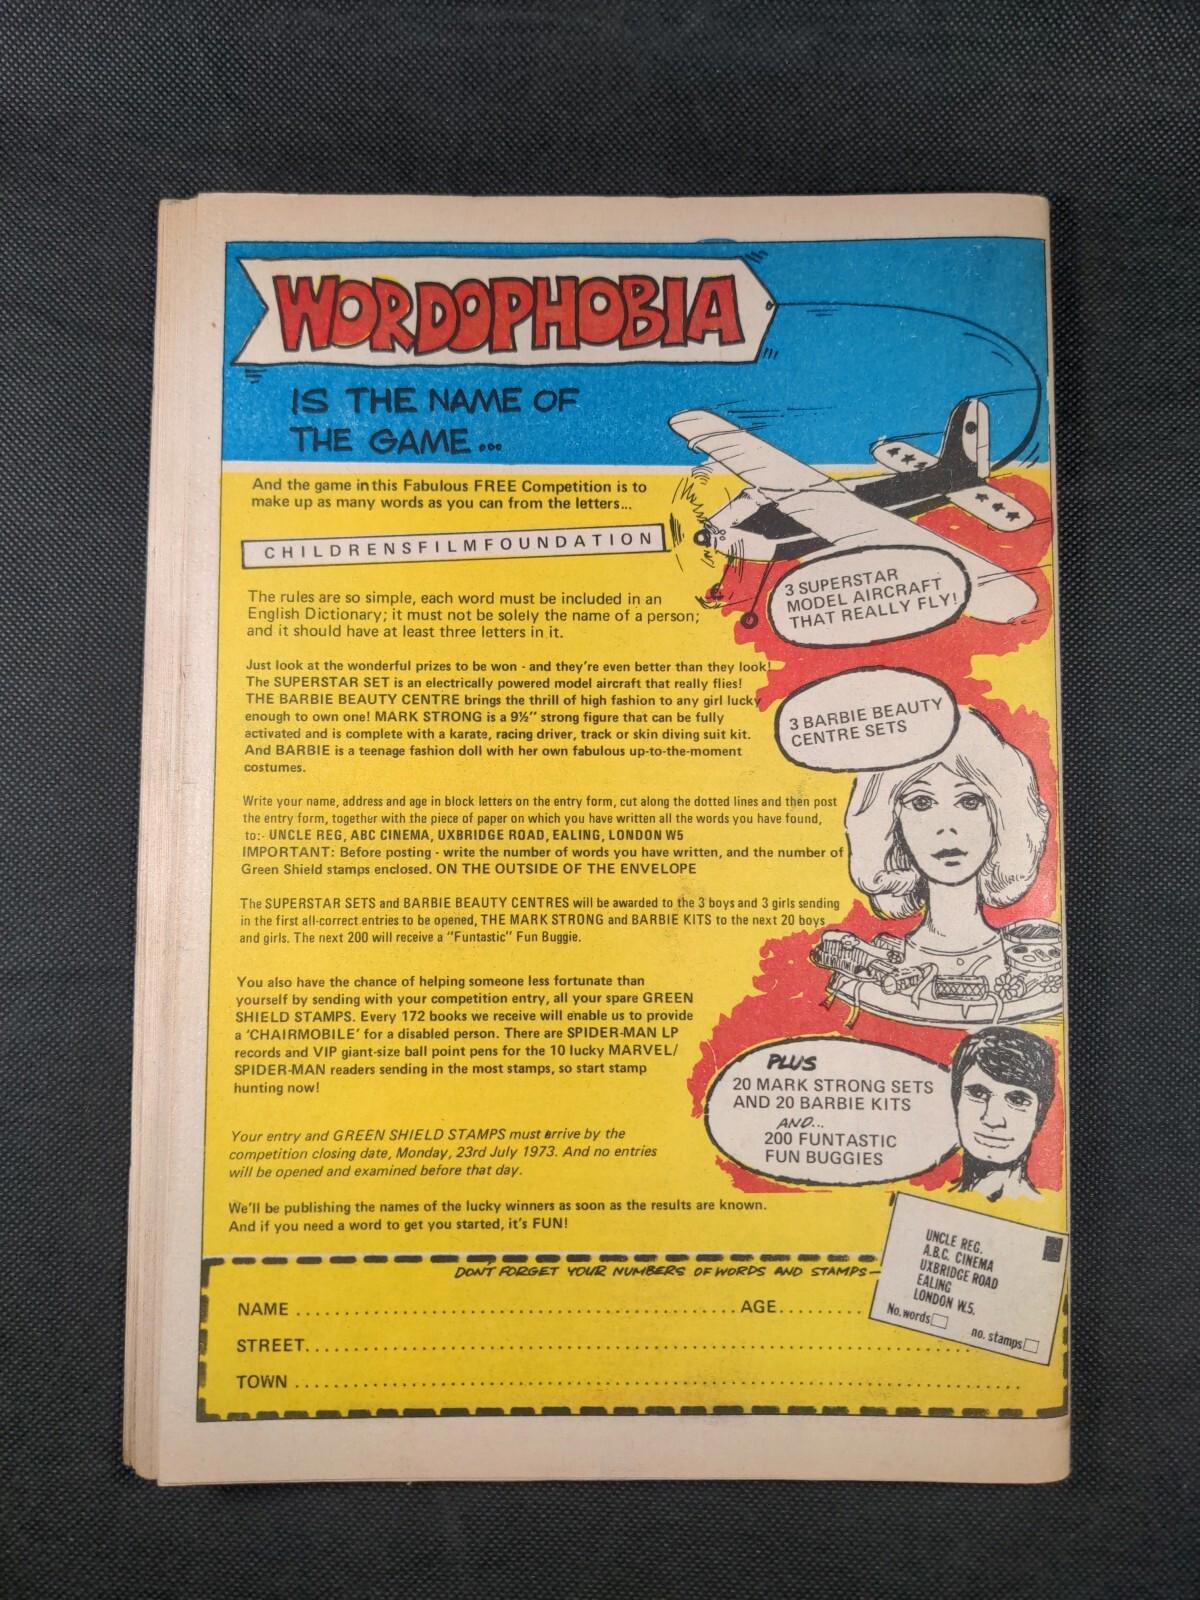 WORDOPHOBIA
IS THE NAME OF
THE GAME...
And the game in this Fabulous FREE Competition is to
make up as many words as you can from the letters...
CHILDRENSFILMFOUNDATION
The rules are so simple, each word must be included in an
English Dictionary; it must not be solely the name of a person;
and it should have at least three letters in it.
3 SUPERSTAR
MODEL AIRCRAFT
THAT REALLY FLY!
Just look at the wonderful prizes to be won - and they're even better than they look!
The SUPERSTAR SET is an electrically powered model aircraft that really flies!
THE BARBIE BEAUTY CENTRE brings the thrill of high fashion to any girl lucky
enough to own one! MARK STRONG is a 9½" strong figure that can be fully
activated and is complete with a karate, racing driver, track or skin diving suit kit.
And BARBIE is a teenage fashion doll with her own fabulous up-to-the-moment
costumes.
3 BARBIE BEAUTY
CENTRE SETS
Write your name, address and age in block letters on the entry form, cut along the dotted lines and then post
the entry form, together with the piece of paper on which you have written all the words you have found,
to:- UNCLE REG, ABC CINEMA, UXBRIDGE ROAD, EALING, LONDON W5
IMPORTANT: Before posting - write the number of words you have written, and the number of
Green Shield stamps enclosed. ON THE OUTSIDE OF THE ENVELOPE
The SUPERSTAR SETS and BARBIE BEAUTY CENTRES will be awarded to the 3 boys and 3 girls sending
in the first all-correct entries to be opened, THE MARK STRONG and BARBIE KITS to the next 20 boys
and girls. The next 200 will receive a "Funtastic" Fun Buggie.
You also have the chance of helping someone less fortunate than
yourself by sending with your competition entry, all your spare GREEN
SHIELD STAMPS. Every 172 books we receive will enable us to provide
a 'CHAIRMOBILE' for a disabled person. There are SPIDER-MAN LP
records and VIP giant-size ball point pens for the 10 lucky MARVEL/
SPIDER-MAN readers sending in the most stamps, so start stamp
hunting now!
PLUS
20 MARK STRONG SETS
AND 20 BARBIE KITS
AND...
200 FUNTASTIC
FUN BUGGIES
Your entry and GREEN SHIELD STAMPS must arrive by the
competition closing date, Monday, 23rd July 1973. And no entries
will be opened and examined before that day.
We'll be publishing the names of the lucky winners as soon as the results are known.
And if you need a word to get you started, it's FUN!
DON'T FORGET YOUR NUMBERS OF WORDS AND STAMPS—
UNCLE REG.
A.B.C. CINEMA
UXBRIDGE ROAD
EALING
LONDON W.5.
No. words
no. stamps
NAME ........ AGE........
STREET........
TOWN ........